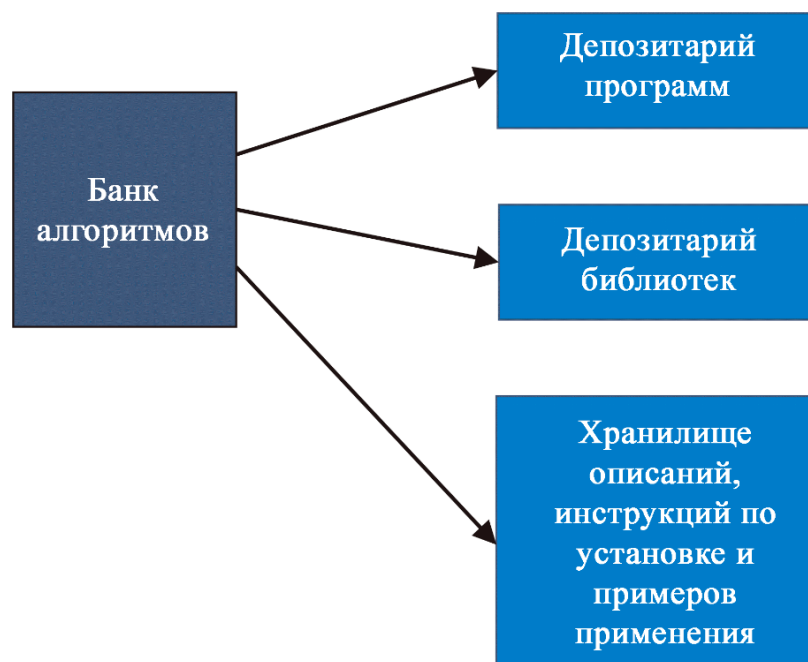 Депозитарий
программ
Банк
алгоритмов
Депозитарий
библиотек
Хранилище
описаний,
инструкций по
установке и
примеров
применения